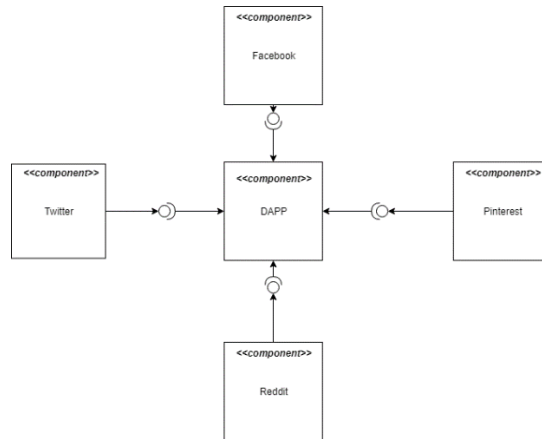 <<component>>
Facebook
<<component>>
Twitter
<<component>>
DAPP
<<component>>
Pinterest
<<component>>
Reddit